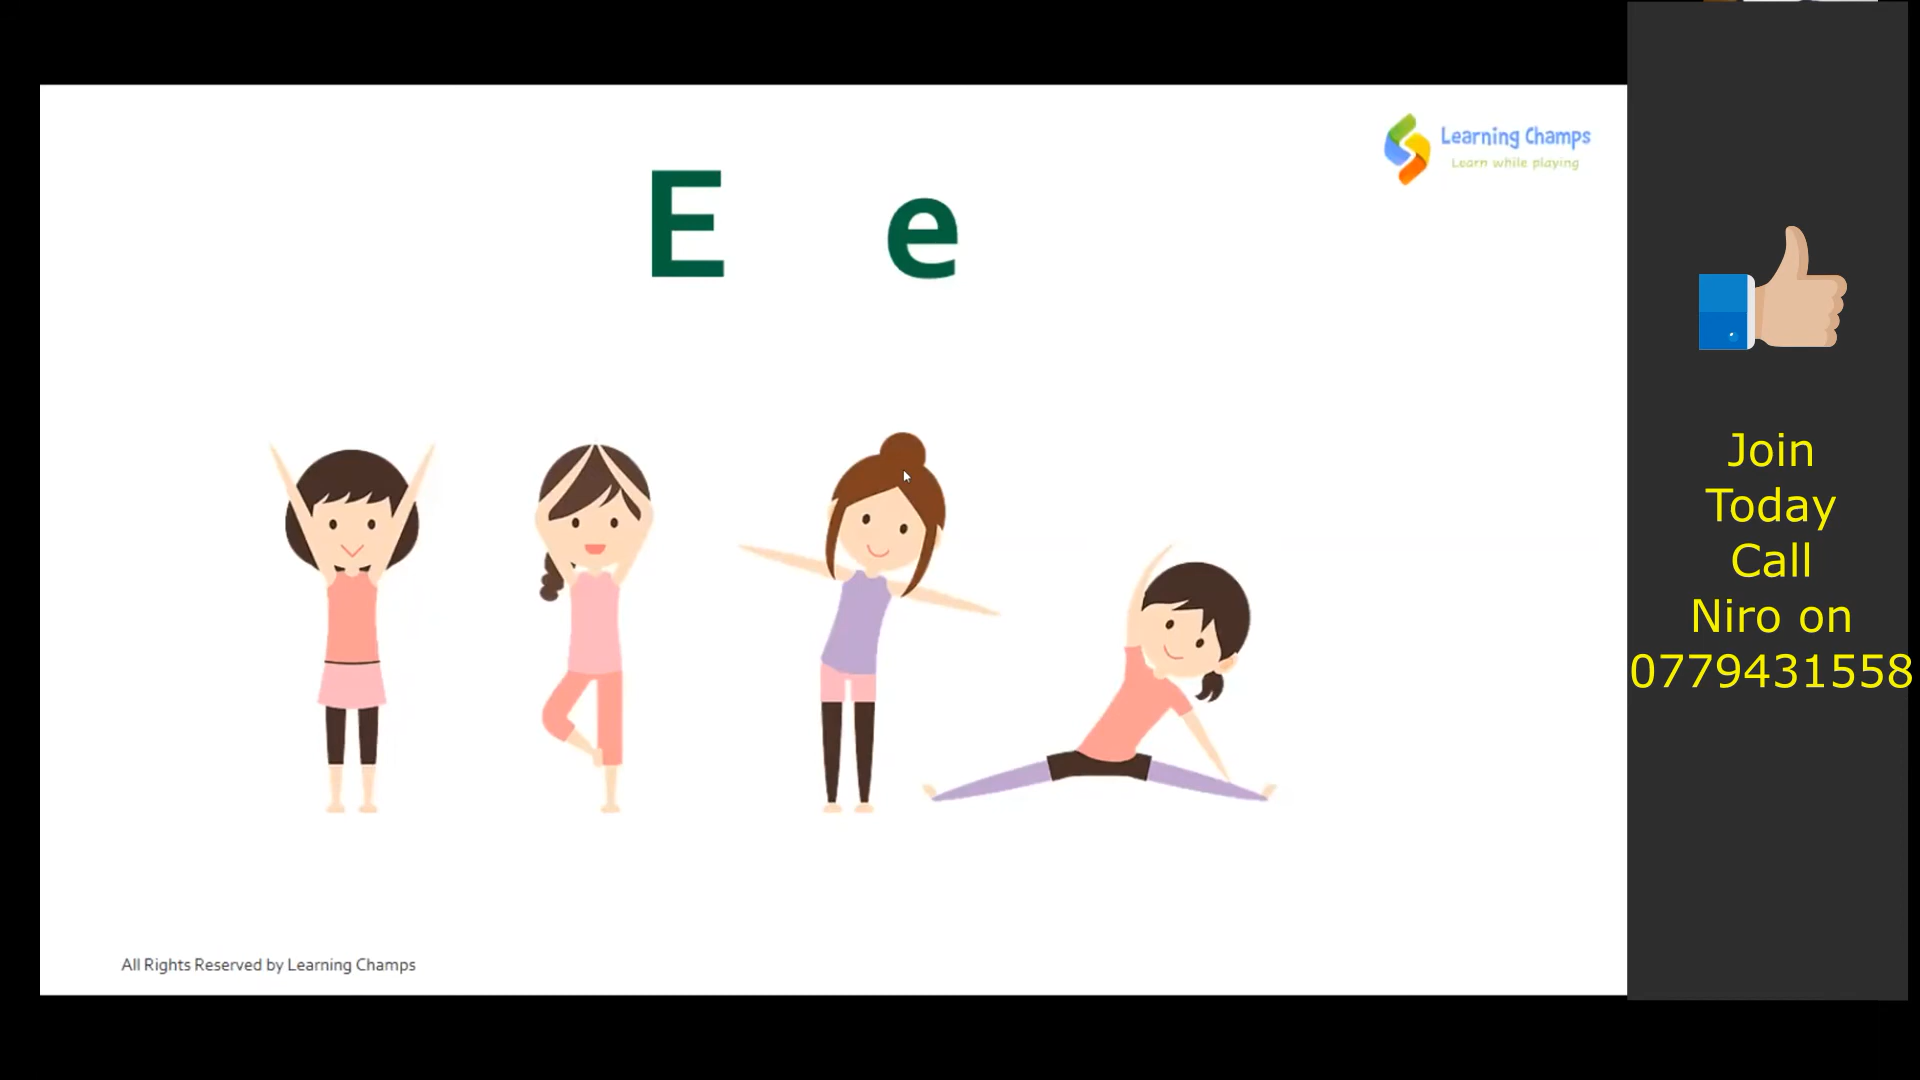 E e
Learning Champs
Learn while playing
Join
Today
Call
Niro on
0779431558
All Rights Reserved by Learning Champs